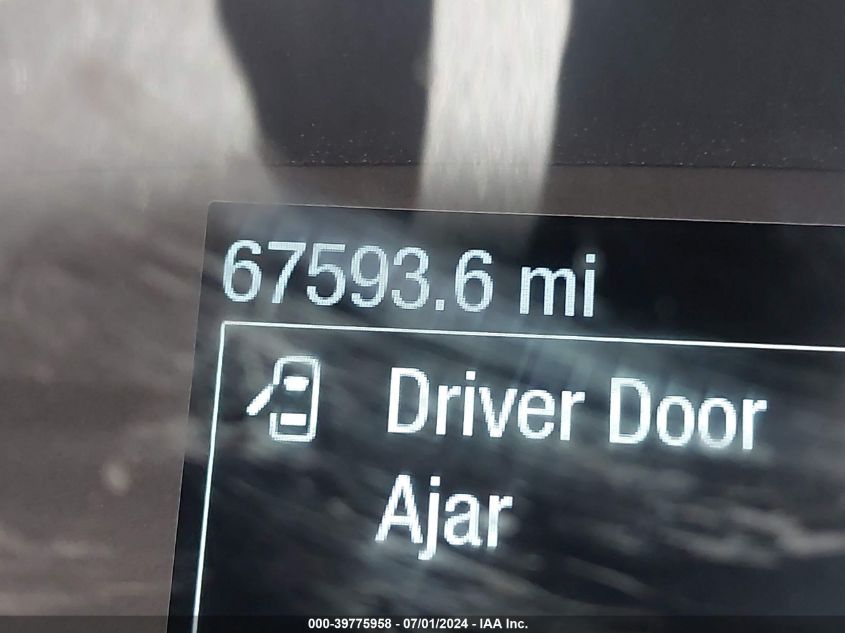 67593.6 mi
Driver Door
Ajar
000-39775958 - 07/01/2024 - IAA Inc.